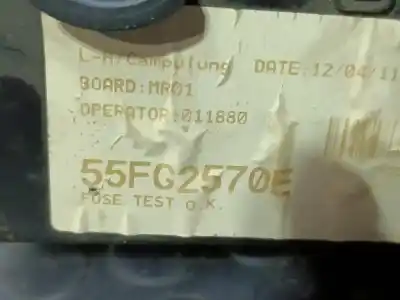 L-H/Campulung DATE:12/04/11
BOARD:MR01
OPERATOR:011880
55FG2570E
FUSE TEST o.K.